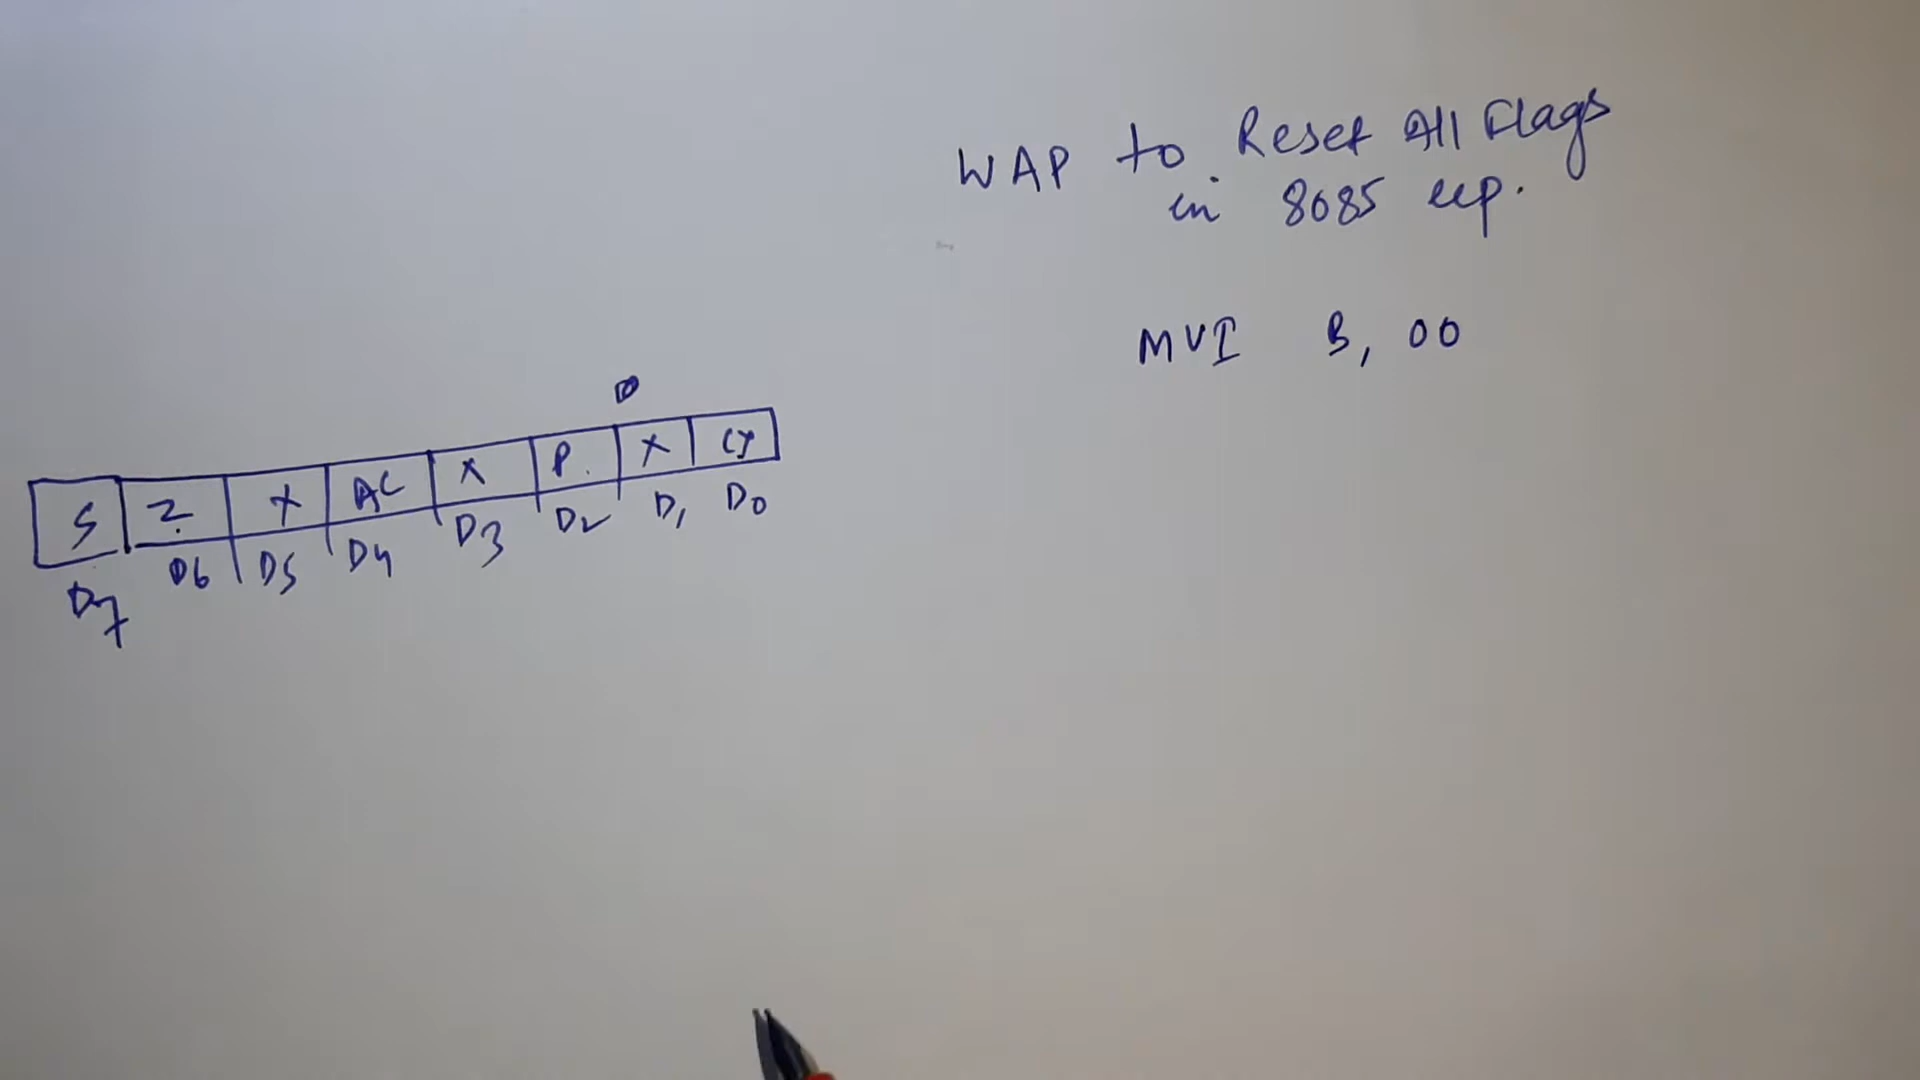 WAP to Reset All Flags
in 8085 up.
MVI B, 00
D
S Z X AC X P. X CY
D7 D6 D5 D4 D3 D2 D1 D0